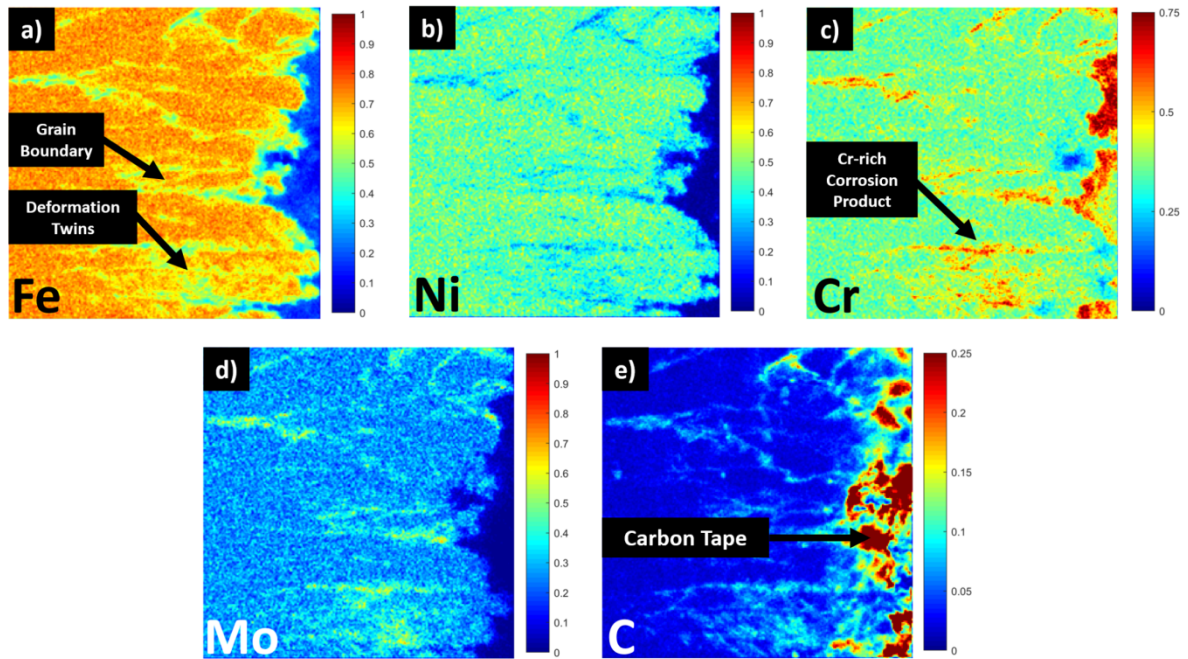 a)
Grain
Boundary
Deformation
Twins
Fe
1
0.9
0.8
0.7
0.6
0.5
0.4
0.3
0.2
0.1
0
b)
Ni
1
0.9
0.8
0.7
0.6
0.5
0.4
0.3
0.2
0.1
0
c)
Cr-rich
Corrosion
Product
Cr
0.75
0.5
0.25
0
d)
Mo
1
0.9
0.8
0.7
0.6
0.5
0.4
0.3
0.2
0.1
0
e)
Carbon Tape
C
0.25
0.2
0.15
0.1
0.05
0